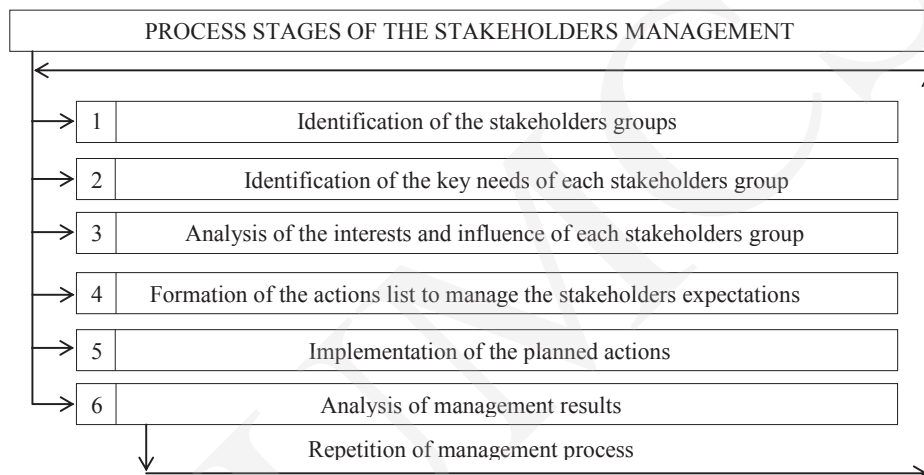 PROCESS STAGES OF THE STAKEHOLDERS MANAGEMENT
1 Identification of the stakeholders groups
2 Identification of the key needs of each stakeholders group
3 Analysis of the interests and influence of each stakeholders group
4 Formation of the actions list to manage the stakeholders expectations
5 Implementation of the planned actions
6 Analysis of management results
Repetition of management process